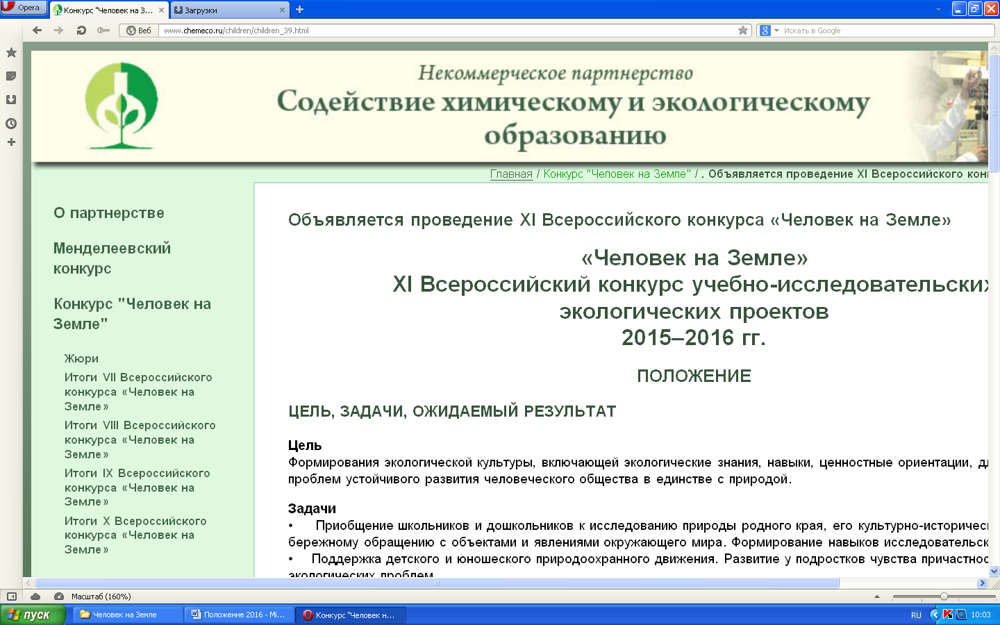 Opera
Конкурс "Человек на З...
Загрузки
Веб
www.chemeco.ru/children/children_39.html
Искать в Google
Некоммерческое партнерство
Содействие химическому и экологическому
образованию
Главная / Конкурс "Человек на Земле" / . Объявляется проведение XI Всероссийского кон
О партнерстве
Менделеевский
конкурс
Конкурс "Человек на
Земле"
Жюри
Итоги VII Всероссийского
конкурса «Человек на
Земле»
Итоги VIII Всероссийского
конкурса «Человек на
Земле»
Итоги IX Всероссийского
конкурса «Человек на
Земле»
Итоги X Всероссийского
конкурса «Человек на
Земле»
Объявляется проведение XI Всероссийского конкурса «Человек на Земле»
«Человек на Земле»
XI Всероссийский конкурс учебно-исследовательских
экологических проектов
2015–2016 гг.
ПОЛОЖЕНИЕ
ЦЕЛЬ, ЗАДАЧИ, ОЖИДАЕМЫЙ РЕЗУЛЬТАТ
Цель
Формирования экологической культуры, включающей экологические знания, навыки, ценностные ориентации, дл
проблем устойчивого развития человеческого общества в единстве с природой.
Задачи
• Приобщение школьников и дошкольников к исследованию природы родного края, его культурно-историчес
бережному обращению с объектами и явлениями окружающего мира. Формирование навыков исследовательск
• Поддержка детского и юношеского природоохранного движения. Развитие у подростков чувства причастнос
экологических проблем
Масштаб (160%)
пуск
Человек на Земле
Положение 2016 - Mi...
Конкурс "Человек н...
RU
10:03